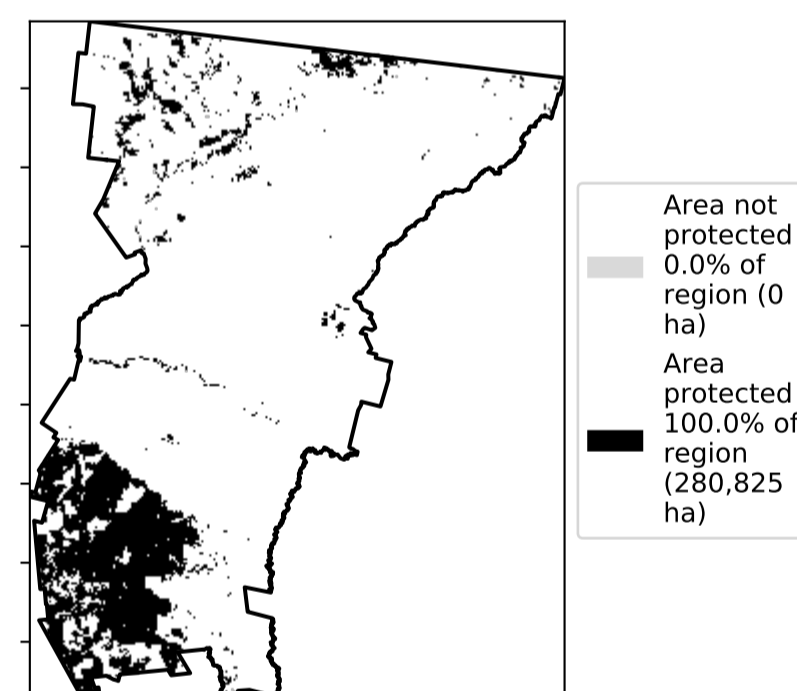 Area not
protected
0.0% of
region (0
ha)
Area
protected
100.0% of
region
(280,825
ha)